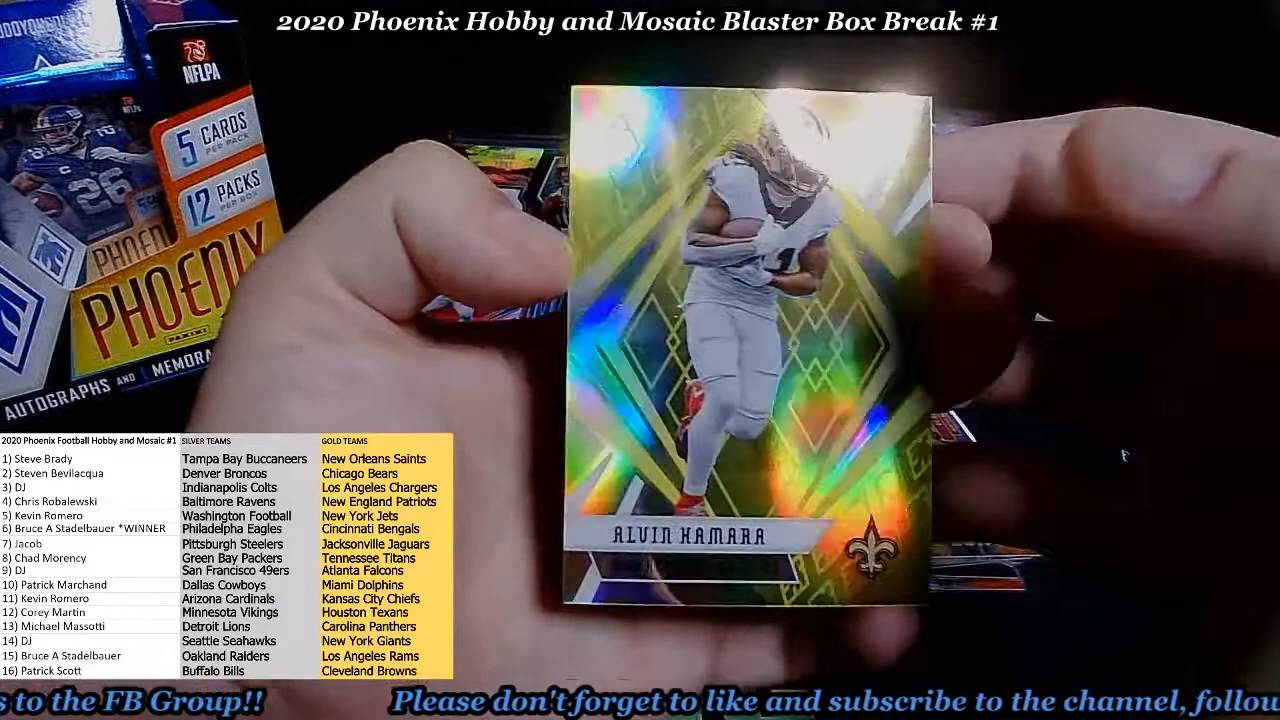 2020 Phoenix Hobby and Mosaic Blaster Box Break #1
NFLPA
NFLPA
5 CARDS
PER PACK
12 PACKS
PER BOX
26
PHOENIX
PANINI
AUTOGRAPHS AND MEMORA
1
ALVIN KAMARA
2020 Phoenix Football Hobby and Mosaic #1 SILVER TEAMS GOLD TEAMS
1) Steve Brady Tampa Bay Buccaneers New Orleans Saints
2) Steven Bevilacqua Denver Broncos Chicago Bears
3) DJ Indianapolis Colts Los Angeles Chargers
4) Chris Robalewski Baltimore Ravens New England Patriots
5) Kevin Romero Washington Football New York Jets
6) Bruce A Stadelbauer *WINNER Philadelpha Eagles Cincinnati Bengals
7) Jacob Pittsburgh Steelers Jacksonville Jaguars
8) Chad Morency Green Bay Packers Tennessee Titans
9) DJ San Francisco 49ers Atlanta Falcons
10) Patrick Marchand Dallas Cowboys Miami Dolphins
11) Kevin Romero Arizona Cardinals Kansas City Chiefs
12) Corey Martin Minnesota Vikings Houston Texans
13) Michael Massotti Detroit Lions Carolina Panthers
14) DJ Seattle Seahawks New York Giants
15) Bruce A Stadelbauer Oakland Raiders Los Angeles Rams
16) Patrick Scott Buffalo Bills Cleveland Browns
s to the FB Group!! Please don't forget to like and subscribe to the channel, follow